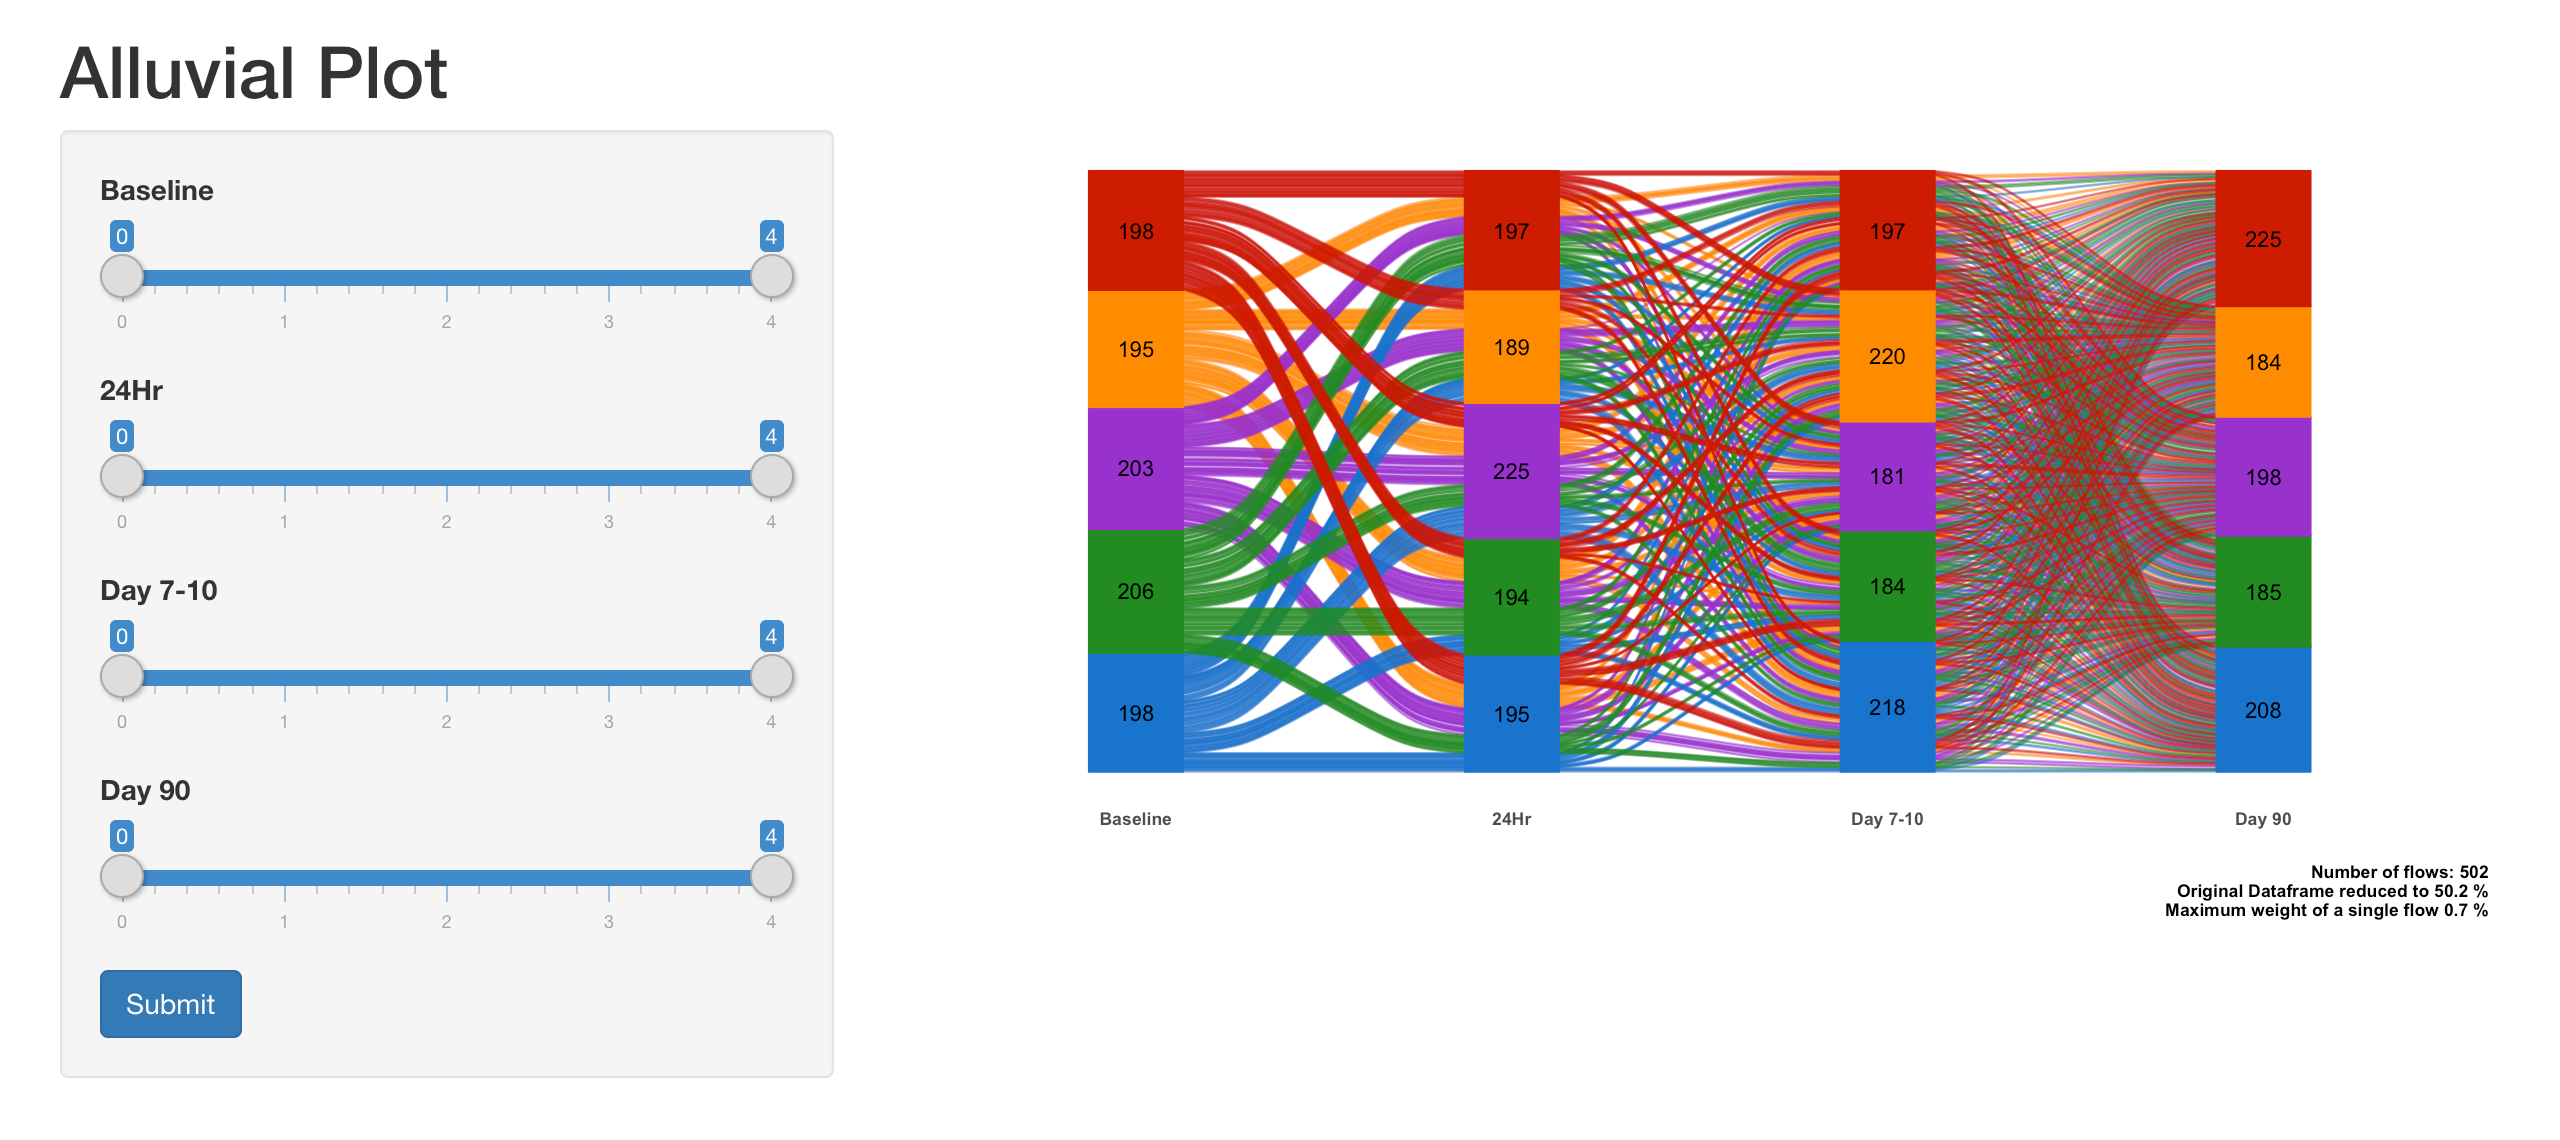 Alluvial Plot
Baseline
0 4
0 1 2 3 4
24Hr
0 4
0 1 2 3 4
Day 7-10
0 4
0 1 2 3 4
Day 90
0 4
0 1 2 3 4
Submit
198 197 197 225
195 189 220 184
203 225 181 198
206 194 184 185
198 195 218 208
Baseline 24Hr Day 7-10 Day 90
Number of flows: 502
Original Dataframe reduced to 50.2 %
Maximum weight of a single flow 0.7 %